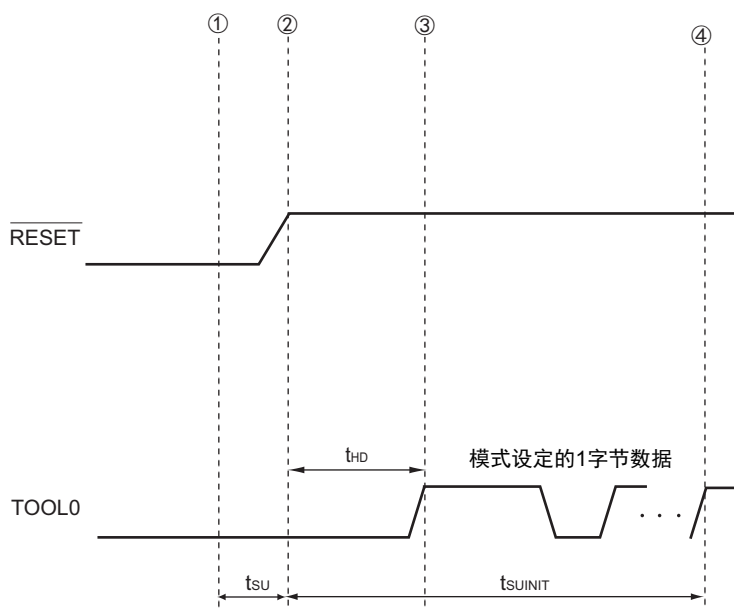 ① ② ③ ④
RESET
tHD
模式设定的1字节数据
TOOL0
. . .
tSU
tSUINIT